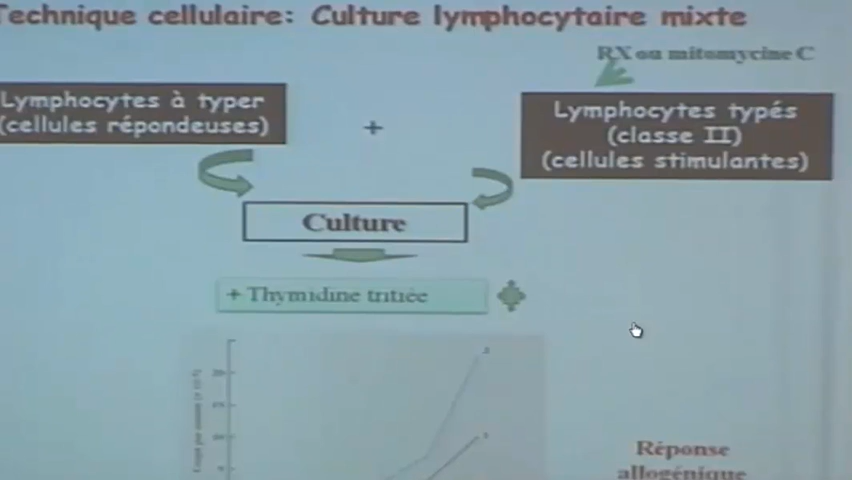 Technique cellulaire: Culture lymphocytaire mixte
RX ou mitomycine C
Lymphocytes à typer
(cellules répondeuses)
+
Lymphocytes typés
(classe II)
(cellules stimulantes)
Culture
+ Thymidine tritiée
Réponse
allogénique